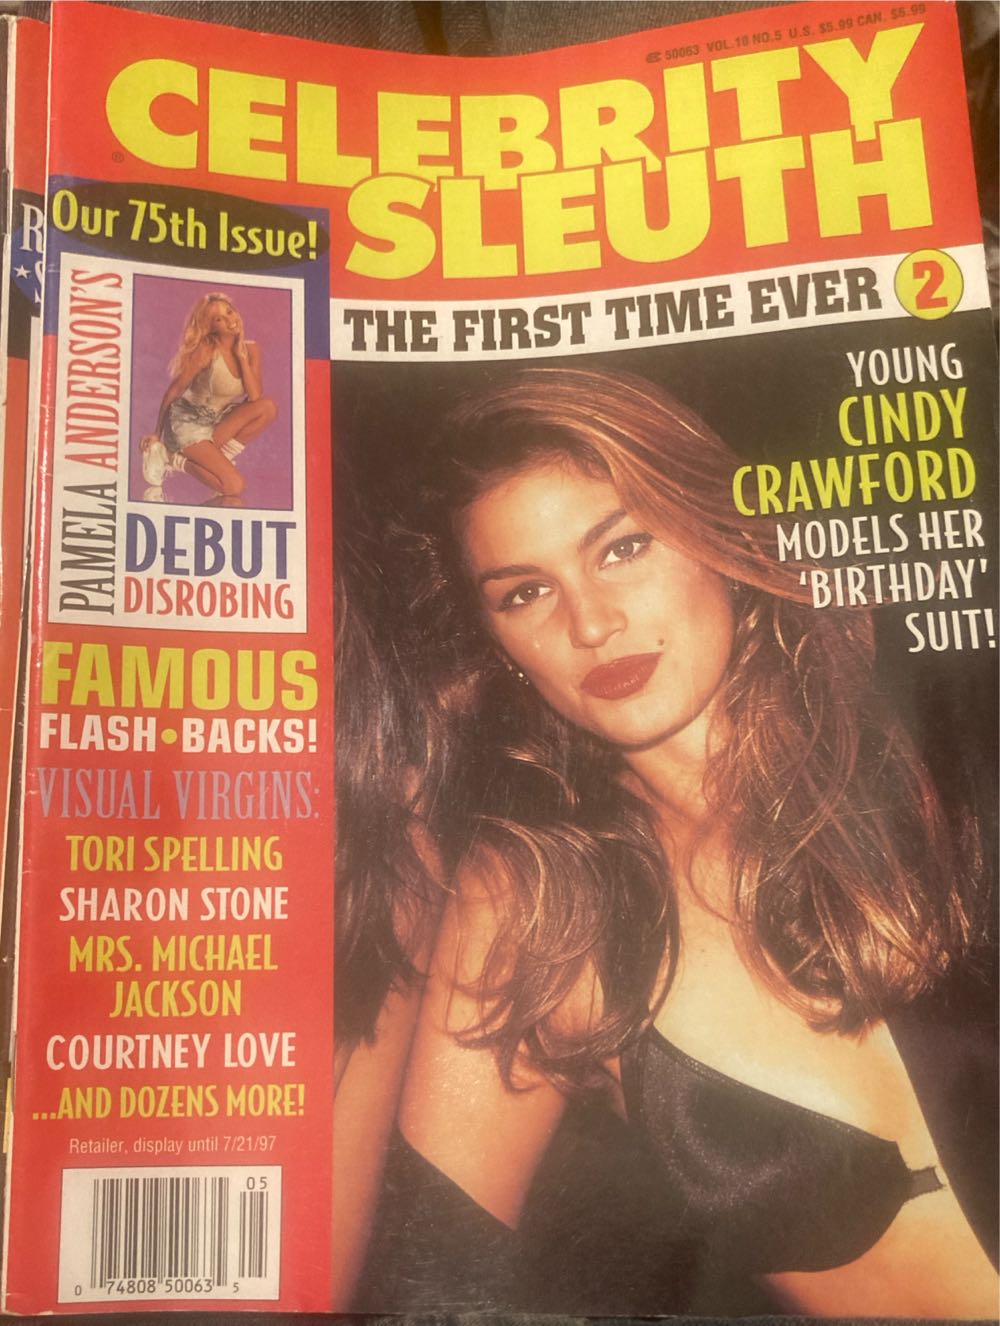 50063 VOL.10 NO.5 U.S. $5.99 CAN. $6.99
CELEBRITY
SLEUTH
®
Our 75th Issue!
THE FIRST TIME EVER 2
PAMELA ANDERSON'S
DEBUT
DISROBING
YOUNG
CINDY
CRAWFORD
MODELS HER
'BIRTHDAY'
SUIT!
FAMOUS
FLASH•BACKS!
VISUAL VIRGINS:
TORI SPELLING
SHARON STONE
MRS. MICHAEL
JACKSON
COURTNEY LOVE
...AND DOZENS MORE!
Retailer, display until 7/21/97
05
0 74808 50063 5